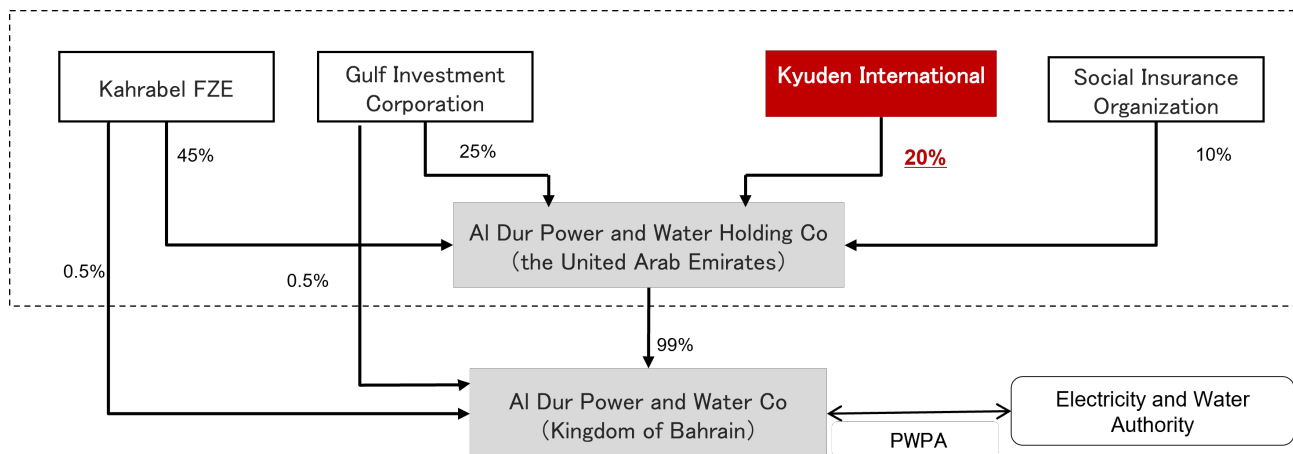 Kahrabel FZE
Gulf Investment
Corporation
Kyuden International
Social Insurance
Organization
45%
25%
20%
10%
Al Dur Power and Water Holding Co
(the United Arab Emirates)
0.5%
0.5%
99%
Al Dur Power and Water Co
(Kingdom of Bahrain)
PWPA
Electricity and Water
Authority